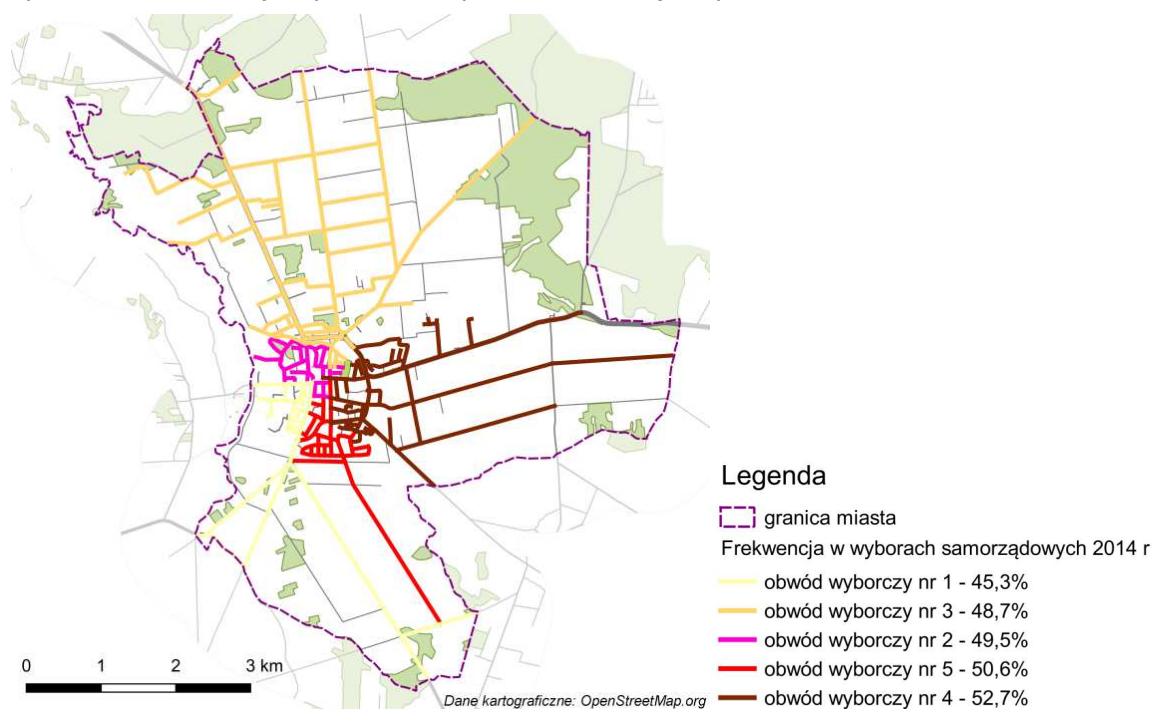 Legenda
granica miasta
Frekwencja w wyborach samorządowych 2014 r
obwód wyborczy nr 1 - 45,3%
obwód wyborczy nr 3 - 48,7%
obwód wyborczy nr 2 - 49,5%
obwód wyborczy nr 5 - 50,6%
obwód wyborczy nr 4 - 52,7%
0 1 2 3 km
Dane kartograficzne: OpenStreetMap.org